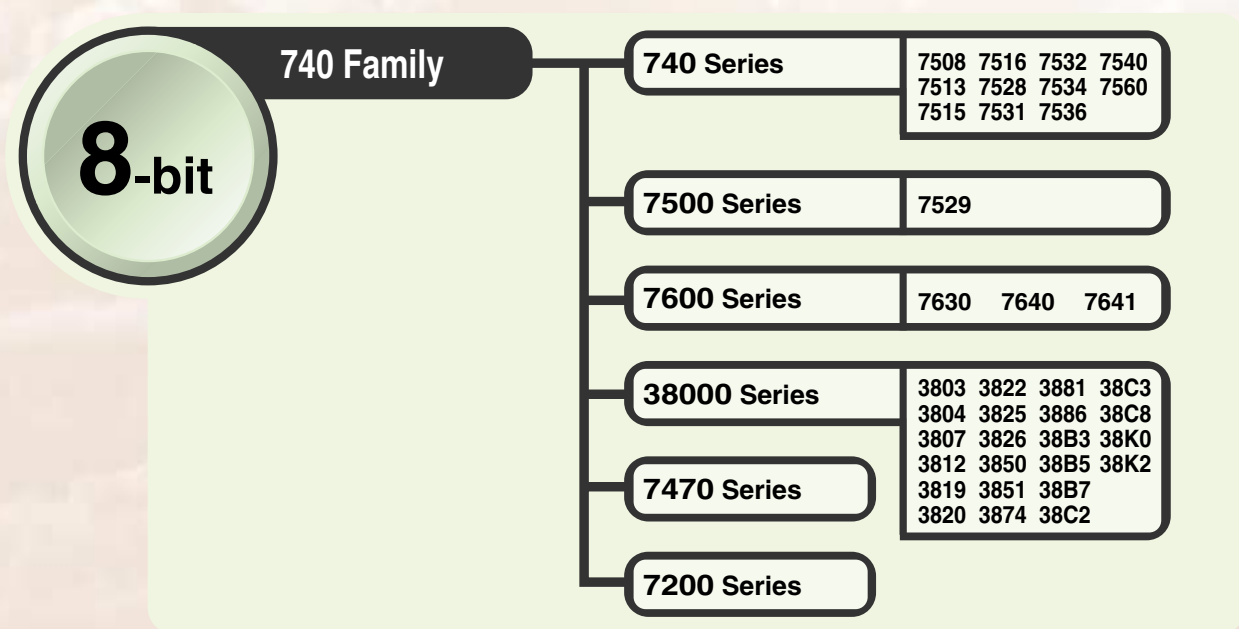 8-bit
740 Family
740 Series
7508 7516 7532 7540
7513 7528 7534 7560
7515 7531 7536
7500 Series
7529
7600 Series
7630 7640 7641
38000 Series
3803 3822 3881 38C3
3804 3825 3886 38C8
3807 3826 38B3 38K0
3812 3850 38B5 38K2
3819 3851 38B7
3820 3874 38C2
7470 Series
7200 Series